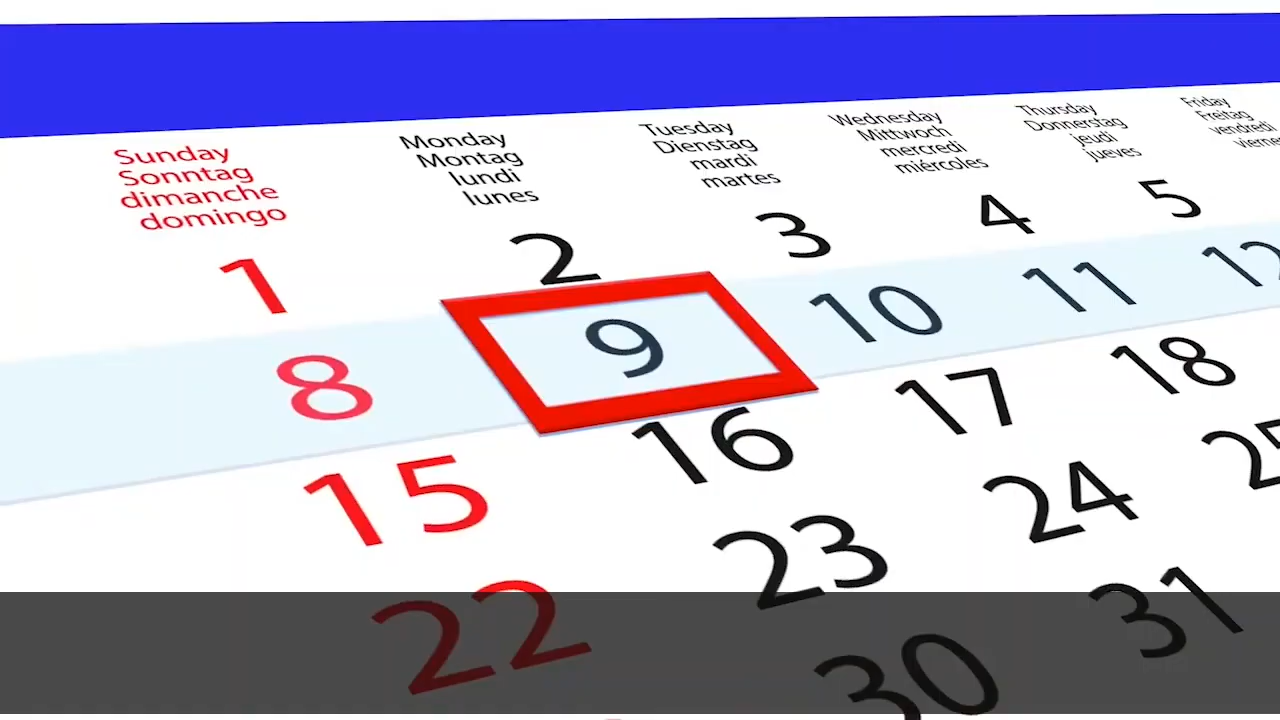 Sunday Monday Tuesday Wednesday Thursday Friday
Sonntag Montag Dienstag Mittwoch Donnerstag Freitag
dimanche lundi mardi mercredi jeudi vendredi
domingo lunes martes miércoles jueves
1 2 3 4 5
8 9 10 11 12
15 16 17 18
22 23 24 25
30 31